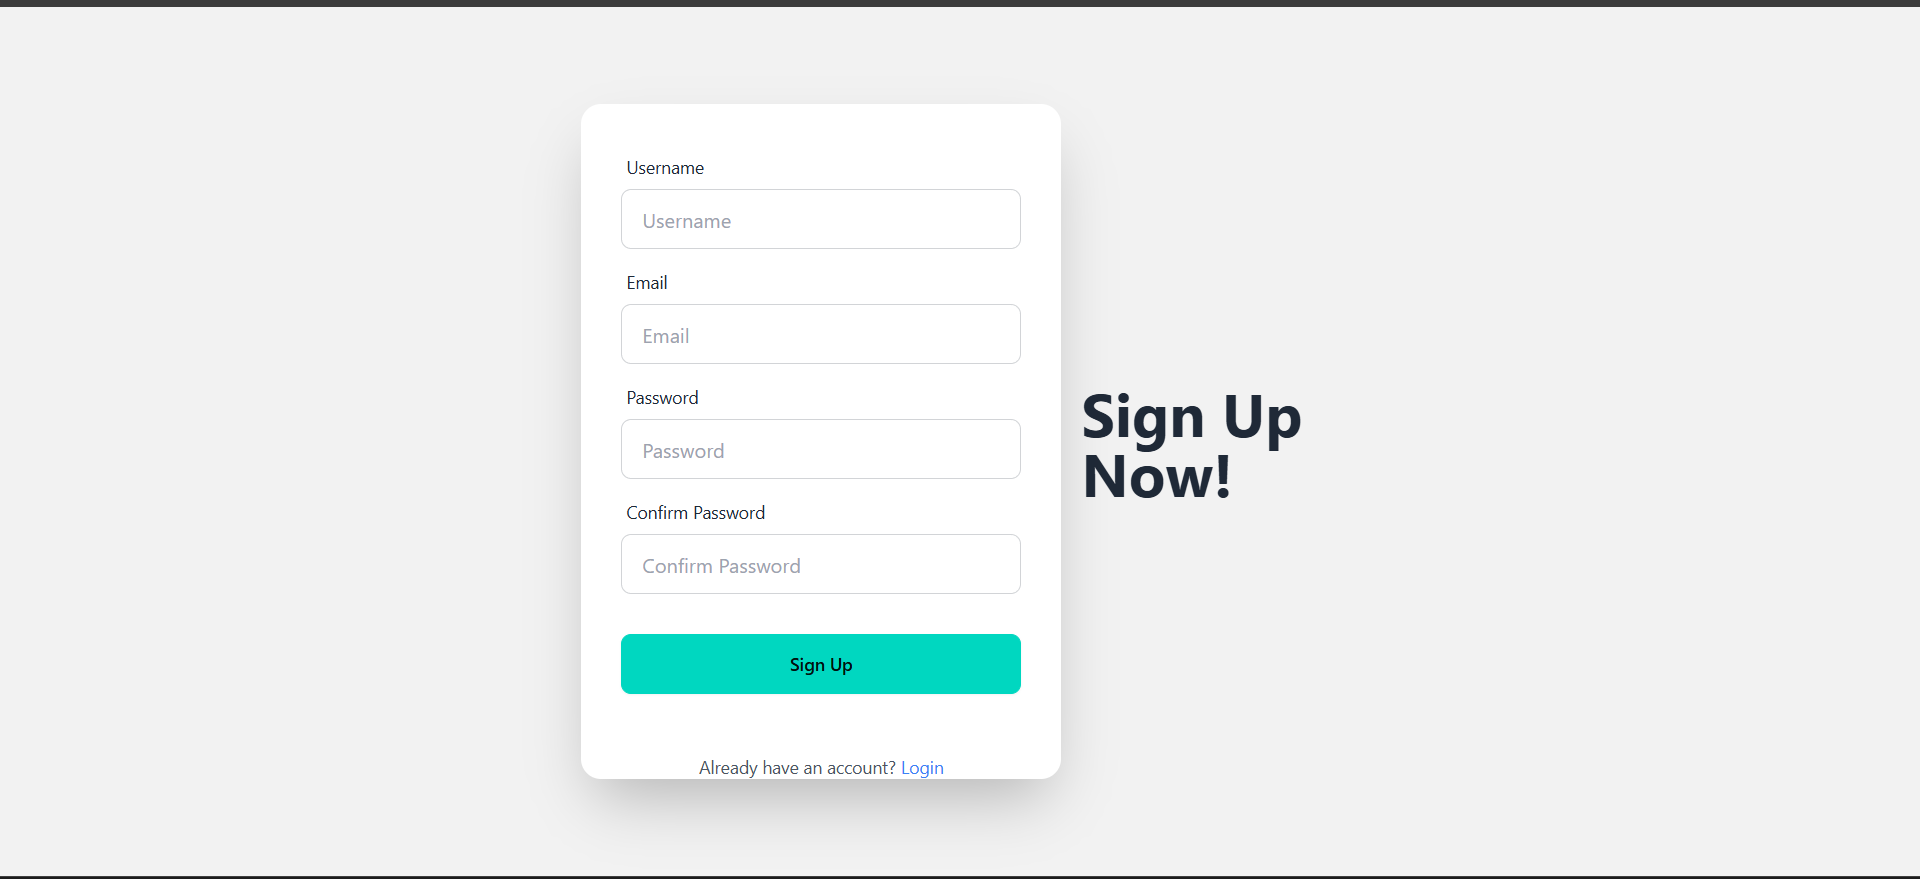 Username
Username
Email
Email
Password
Password
Confirm Password
Confirm Password
Sign Up
Already have an account? Login
Sign Up
Now!